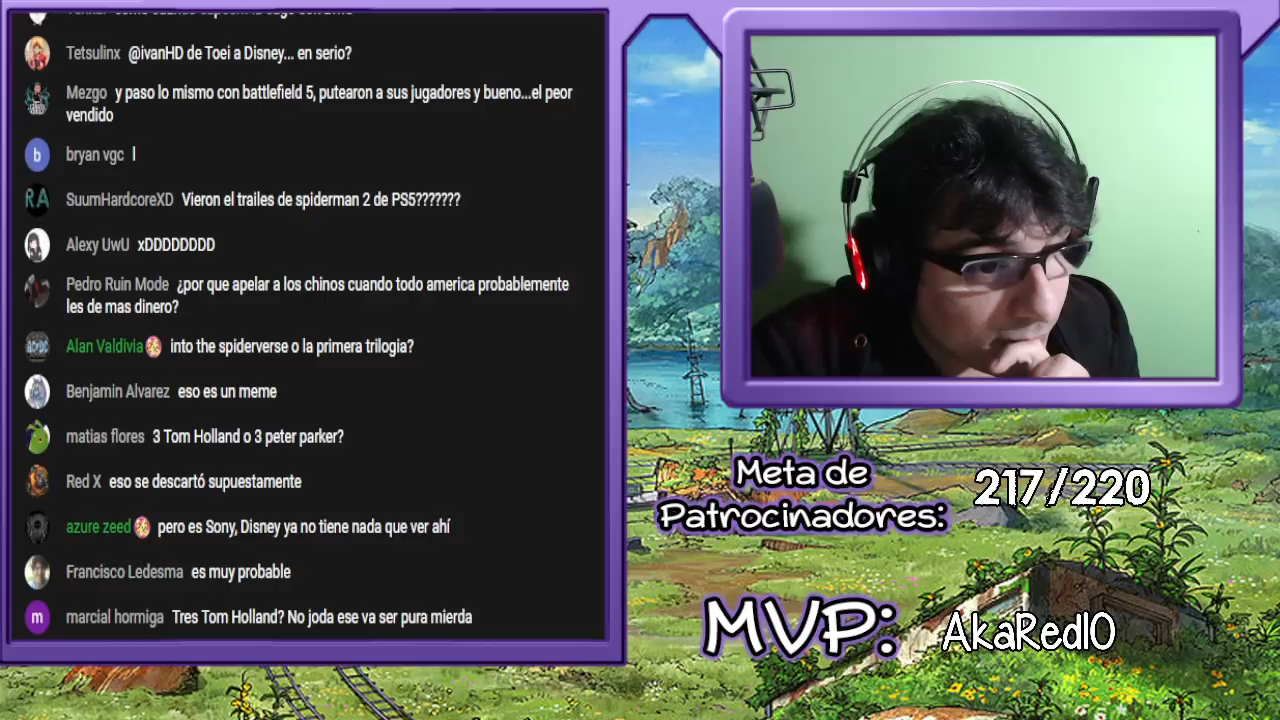 Tetsulinx @ivanHD de Toei a Disney... en serio?
Mezgo y paso lo mismo con battlefield 5, putearon a sus jugadores y bueno...el peor
vendido
b bryan vgc l
RA SuumHardcoreXD Vieron el trailes de spiderman 2 de PS5???????
Alexy UwU xDDDDDDDD
Pedro Ruin Mode ¿por que apelar a los chinos cuando todo america probablemente
les de mas dinero?
Alan Valdivia into the spiderverse o la primera trilogia?
Benjamin Alvarez eso es un meme
matias flores 3 Tom Holland o 3 peter parker?
Red X eso se descartó supuestamente
azure zeed pero es Sony, Disney ya no tiene nada que ver ahí
Francisco Ledesma es muy probable
m marcial hormiga Tres Tom Holland? No joda ese va ser pura mierda
Meta de
Patrocinadores:
217/220
MVP:
AkaRed10